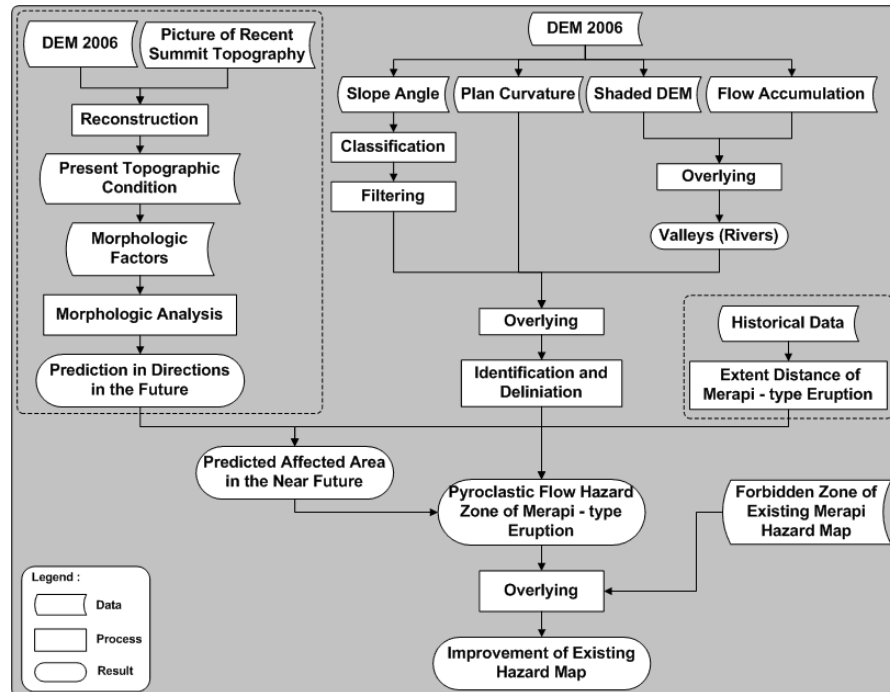 DEM 2006
Picture of Recent
Summit Topography
Reconstruction
Present Topographic
Condition
Morphologic
Factors
Morphologic Analysis
Prediction in Directions
in the Future
DEM 2006
Slope Angle
Plan Curvature
Shaded DEM
Flow Accumulation
Classification
Filtering
Overlying
Valleys (Rivers)
Overlying
Identification and
Deliniation
Historical Data
Extent Distance of
Merapi - type Eruption
Predicted Affected Area
in the Near Future
Pyroclastic Flow Hazard
Zone of Merapi - type
Eruption
Forbidden Zone of
Existing Merapi
Hazard Map
Overlying
Improvement of Existing
Hazard Map
Legend :
Data
Process
Result